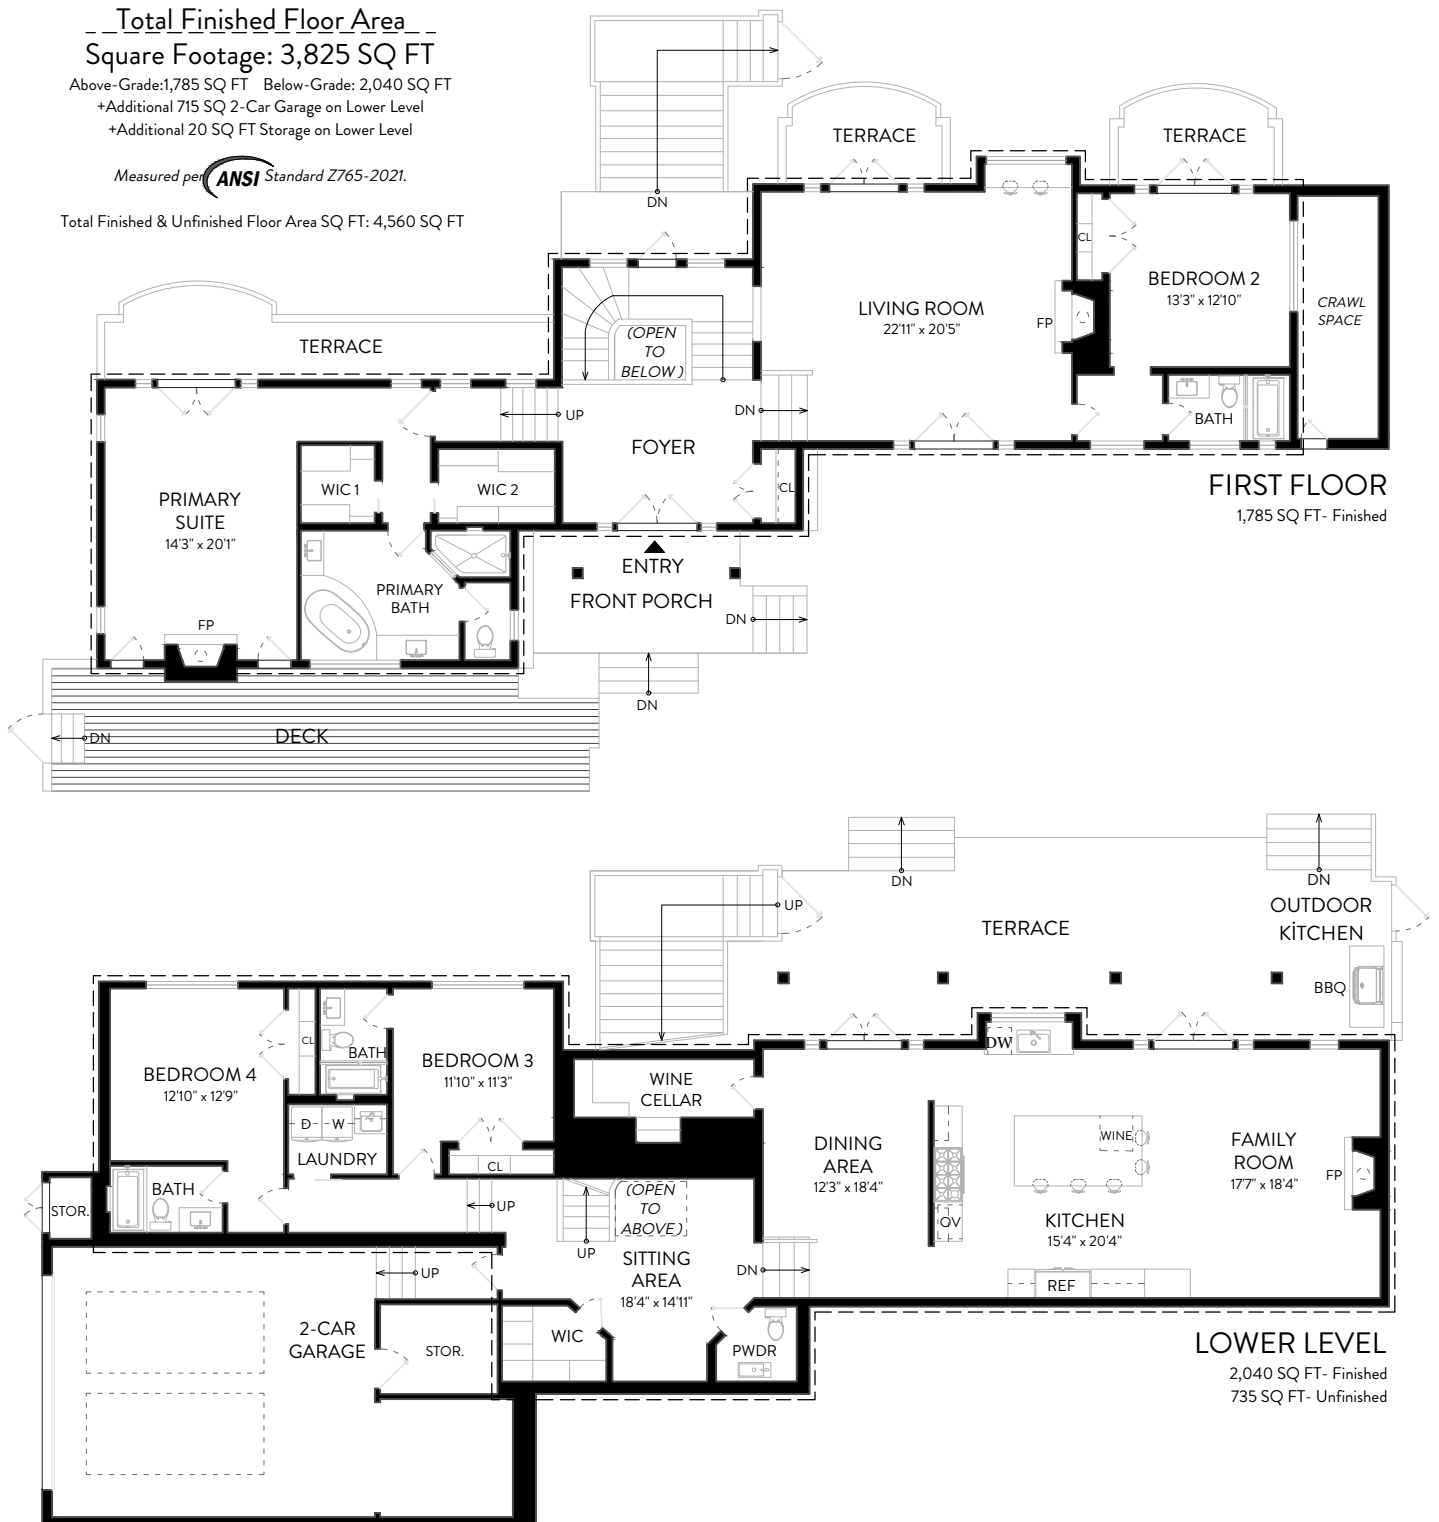 Total Finished Floor Area
Square Footage: 3,825 SQ FT
Above-Grade:1,785 SQ FT Below-Grade: 2,040 SQ FT
+Additional 715 SQ 2-Car Garage on Lower Level
+Additional 20 SQ FT Storage on Lower Level
Measured per ANSI Standard Z765-2021.
Total Finished & Unfinished Floor Area SQ FT: 4,560 SQ FT
DN
TERRACE
TERRACE
TERRACE
(OPEN
TO
BELOW)
LIVING ROOM
22'11" x 20'5"
FP
CL
BEDROOM 2
13'3" x 12'10"
CRAWL
SPACE
BATH
UP
DN
FOYER
CL
WIC 1
WIC 2
PRIMARY
SUITE
14'3" x 20'1"
FP
PRIMARY
BATH
ENTRY
FRONT PORCH
DN
DN
DECK
DN
FIRST FLOOR
1,785 SQ FT- Finished
DN
DN
UP
TERRACE
OUTDOOR
KİTCHEN
BBQ
BEDROOM 4
12'10" x 12'9"
CL
BATH
BEDROOM 3
11'10" x 11'3"
CL
D
W
LAUNDRY
BATH
STOR.
UP
WINE
CELLAR
DW
DINING
AREA
12'3" x 18'4"
OV
WINE
KITCHEN
15'4" x 20'4"
REF
FAMILY
ROOM
17'7" x 18'4"
FP
UP
(OPEN
TO
ABOVE)
SITTING
AREA
18'4" x 14'11"
DN
UP
2-CAR
GARAGE
STOR.
WIC
PWDR
LOWER LEVEL
2,040 SQ FT- Finished
735 SQ FT- Unfinished